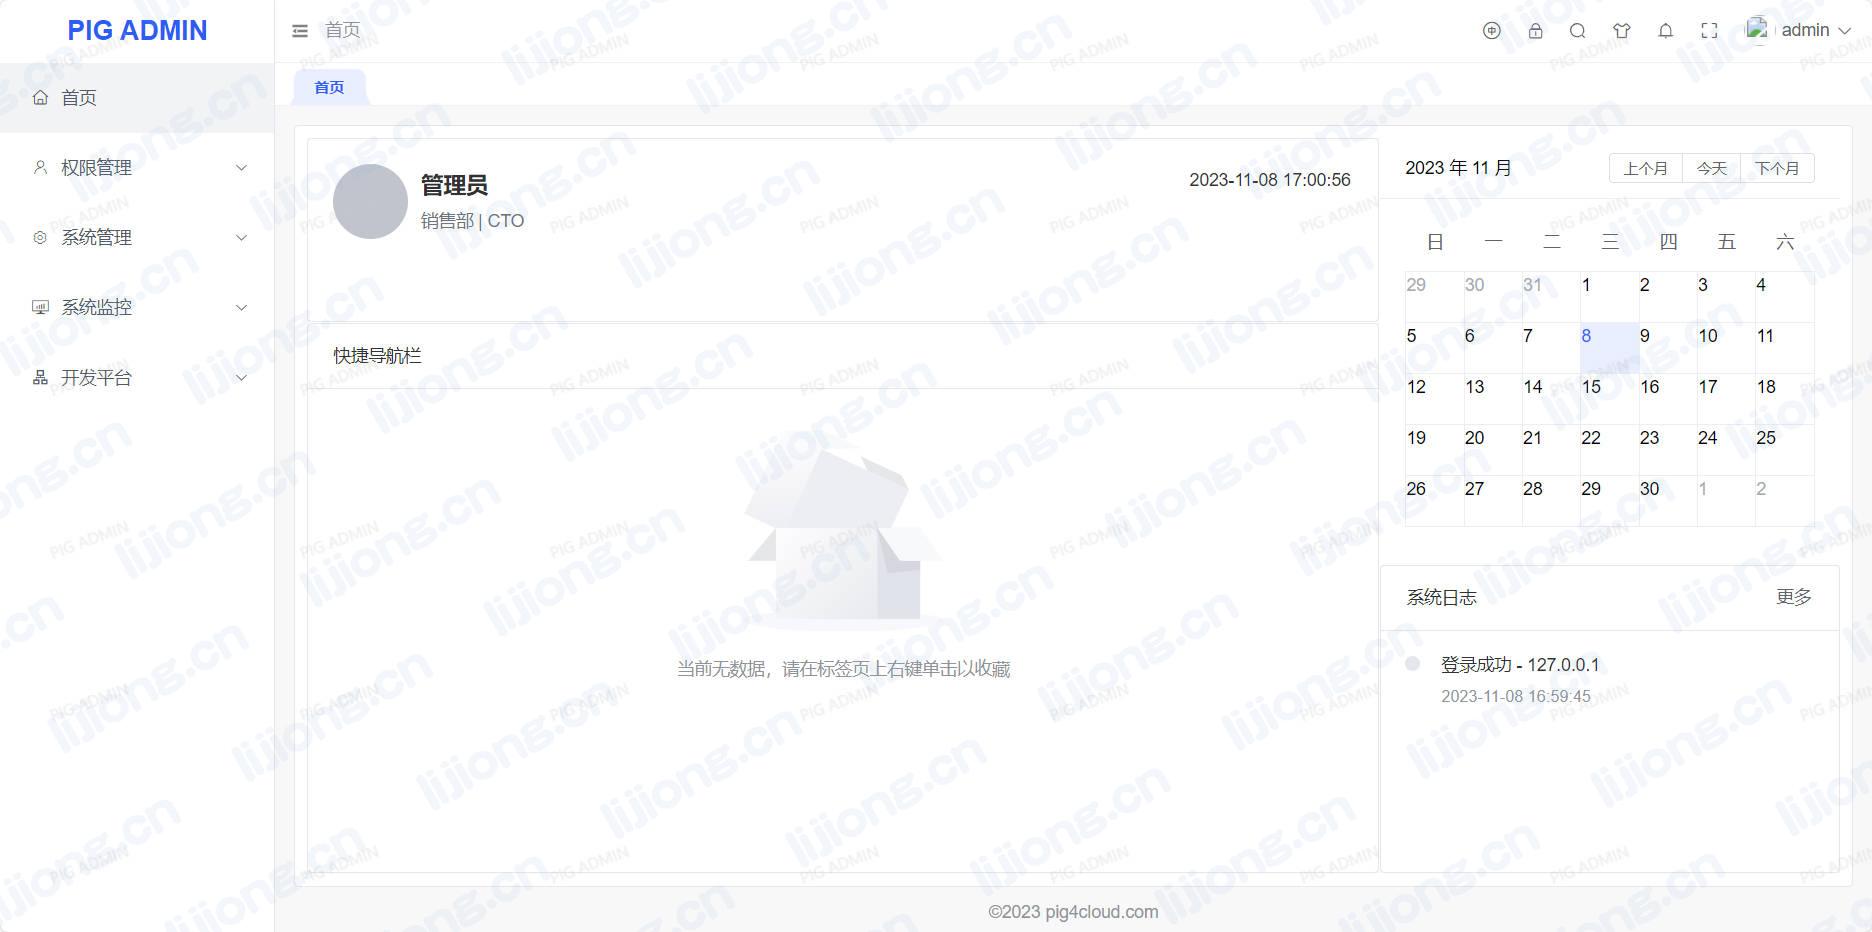 PIG ADMIN
首页
权限管理
系统管理
系统监控
开发平台
首页
admin
首页
管理员
销售部 | CTO
2023-11-08 17:00:56
快捷导航栏
当前无数据，请在标签页上右键单击以收藏
2023 年 11 月
上个月 今天 下个月
日 一 二 三 四 五 六
29 30 31 1 2 3 4
5 6 7 8 9 10 11
12 13 14 15 16 17 18
19 20 21 22 23 24 25
26 27 28 29 30 1 2
系统日志 更多
登录成功 - 127.0.0.1
2023-11-08 16:59:45
©2023 pig4cloud.com
lijiong.cn
PIG ADMIN